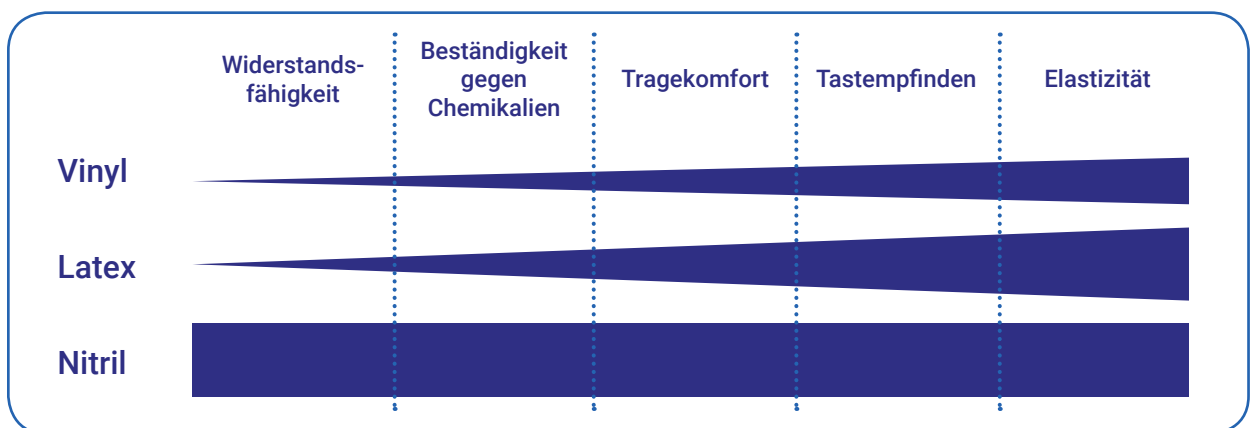 Widerstands-
fähigkeit
Beständigkeit
gegen
Chemikalien
Tragekomfort
Tastempfinden
Elastizität
Vinyl
Latex
Nitril